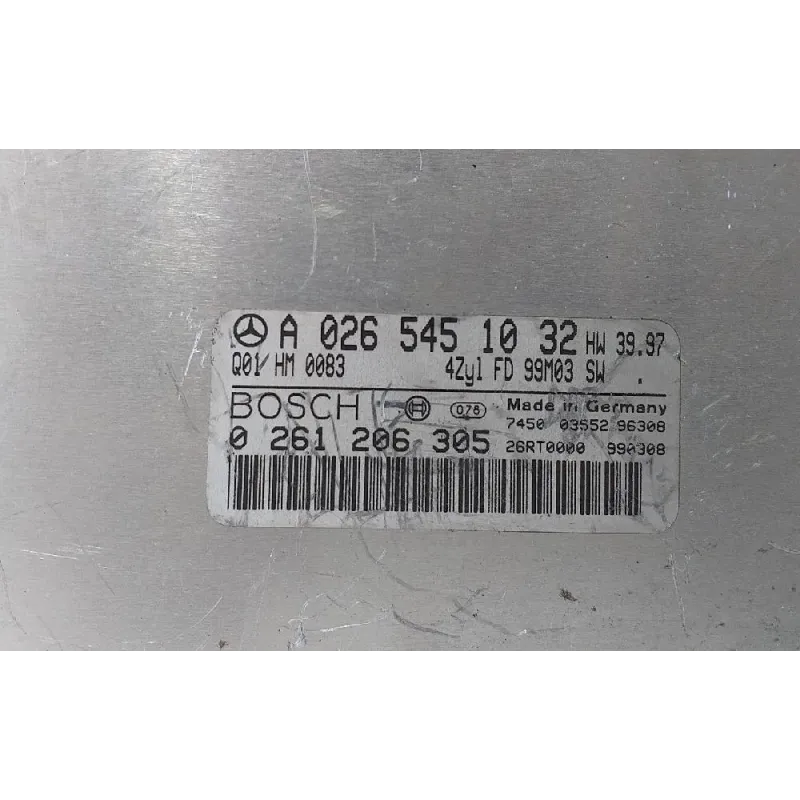 A 026 545 10 32 HW 39.97
Q01/HM 0083 4Zyl FD 99M03 SW .
BOSCH 078 Made in Germany
7450 03552 96308
0 261 206 305 26RT0000 990308